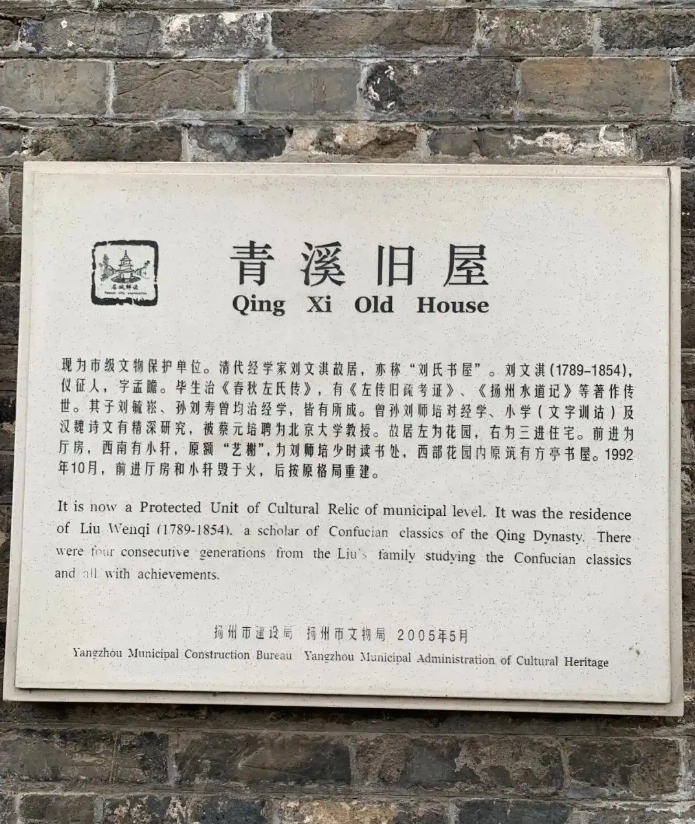 青溪旧屋
Qing Xi Old House
现为市级文物保护单位。清代经学家刘文淇故居，亦称“刘氏书屋”。刘文淇(1789-1854)，
仪征人，字孟瞻。毕生治《春秋左氏传》，有《左传旧疏考证》、《扬州水道记》等著作传
世。其子刘毓崧、孙刘寿曾均治经学，皆有所成。曾孙刘师培对经学、小学（文字训诂）及
汉魏诗文有精深研究，被蔡元培聘为北京大学教授。故居左为花园，右为三进住宅。前进为
厅房，西南有小轩，原额“艺榭”，为刘师培少时读书处，西部花园内原筑有方亭书屋。1992
年10月，前进厅房和小轩毁于火，后按原格局重建。
It is now a Protected Unit of Cultural Relic of municipal level. It was the residence
of Liu Wenqi (1789-1854), a scholar of Confucian classics of the Qing Dynasty. There
were four consecutive generations from the Liu's family studying the Confucian classics
and all with achievements.
扬州市建设局 扬州市文物局 2005年5月
Yangzhou Municipal Construction Bureau Yangzhou Municipal Administration of Cultural Heritage